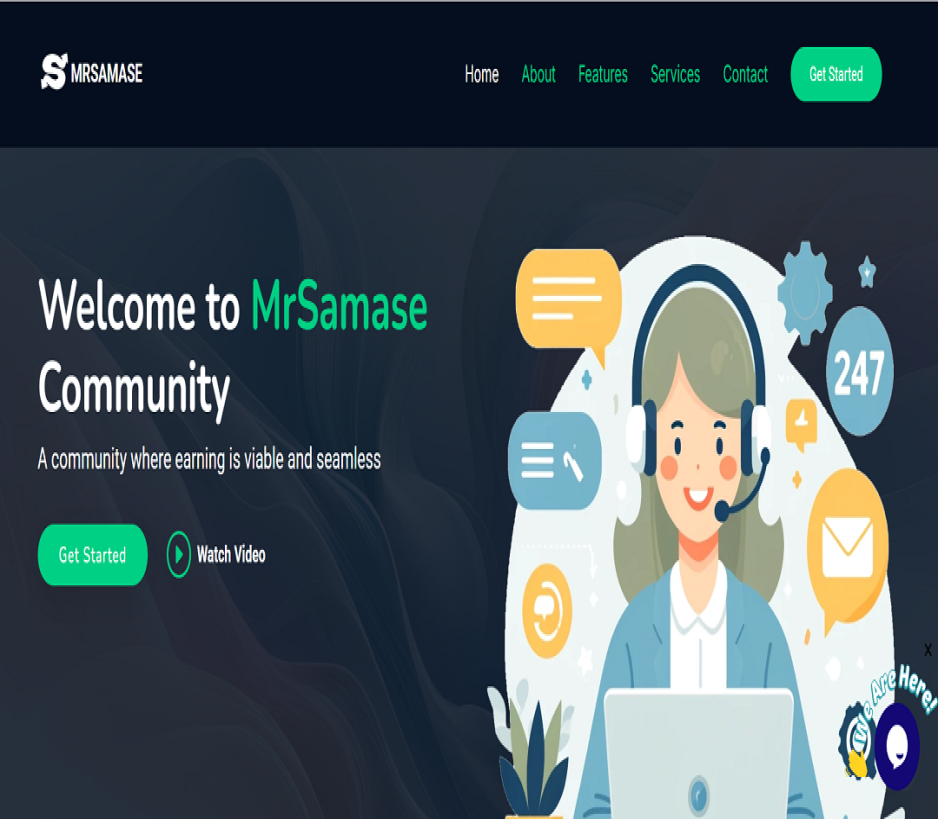 MRSAMASE
Home About Features Services Contact Get Started
Welcome to MrSamase
Community
A community where earning is viable and seamless
Get Started Watch Video
247
X
We Are Here!